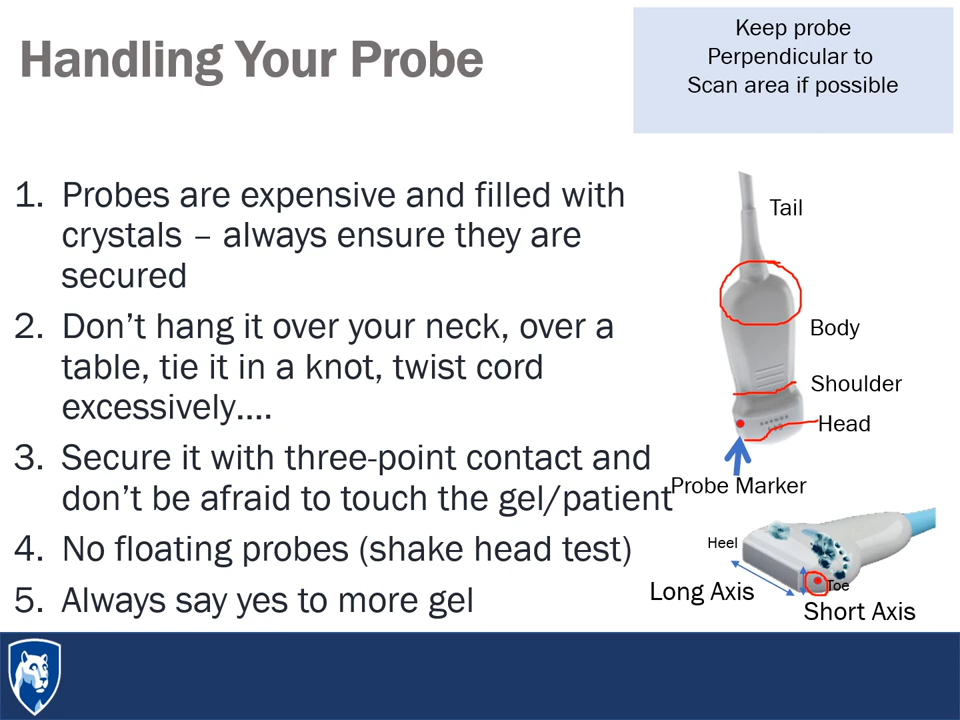 Handling Your Probe
Keep probe
Perpendicular to
Scan area if possible
1. Probes are expensive and filled with
crystals – always ensure they are
secured
2. Don’t hang it over your neck, over a
table, tie it in a knot, twist cord
excessively….
3. Secure it with three-point contact and
don’t be afraid to touch the gel/patient
4. No floating probes (shake head test)
5. Always say yes to more gel
Tail
Body
Shoulder
Head
Probe Marker
Heel
Toe
Long Axis
Short Axis